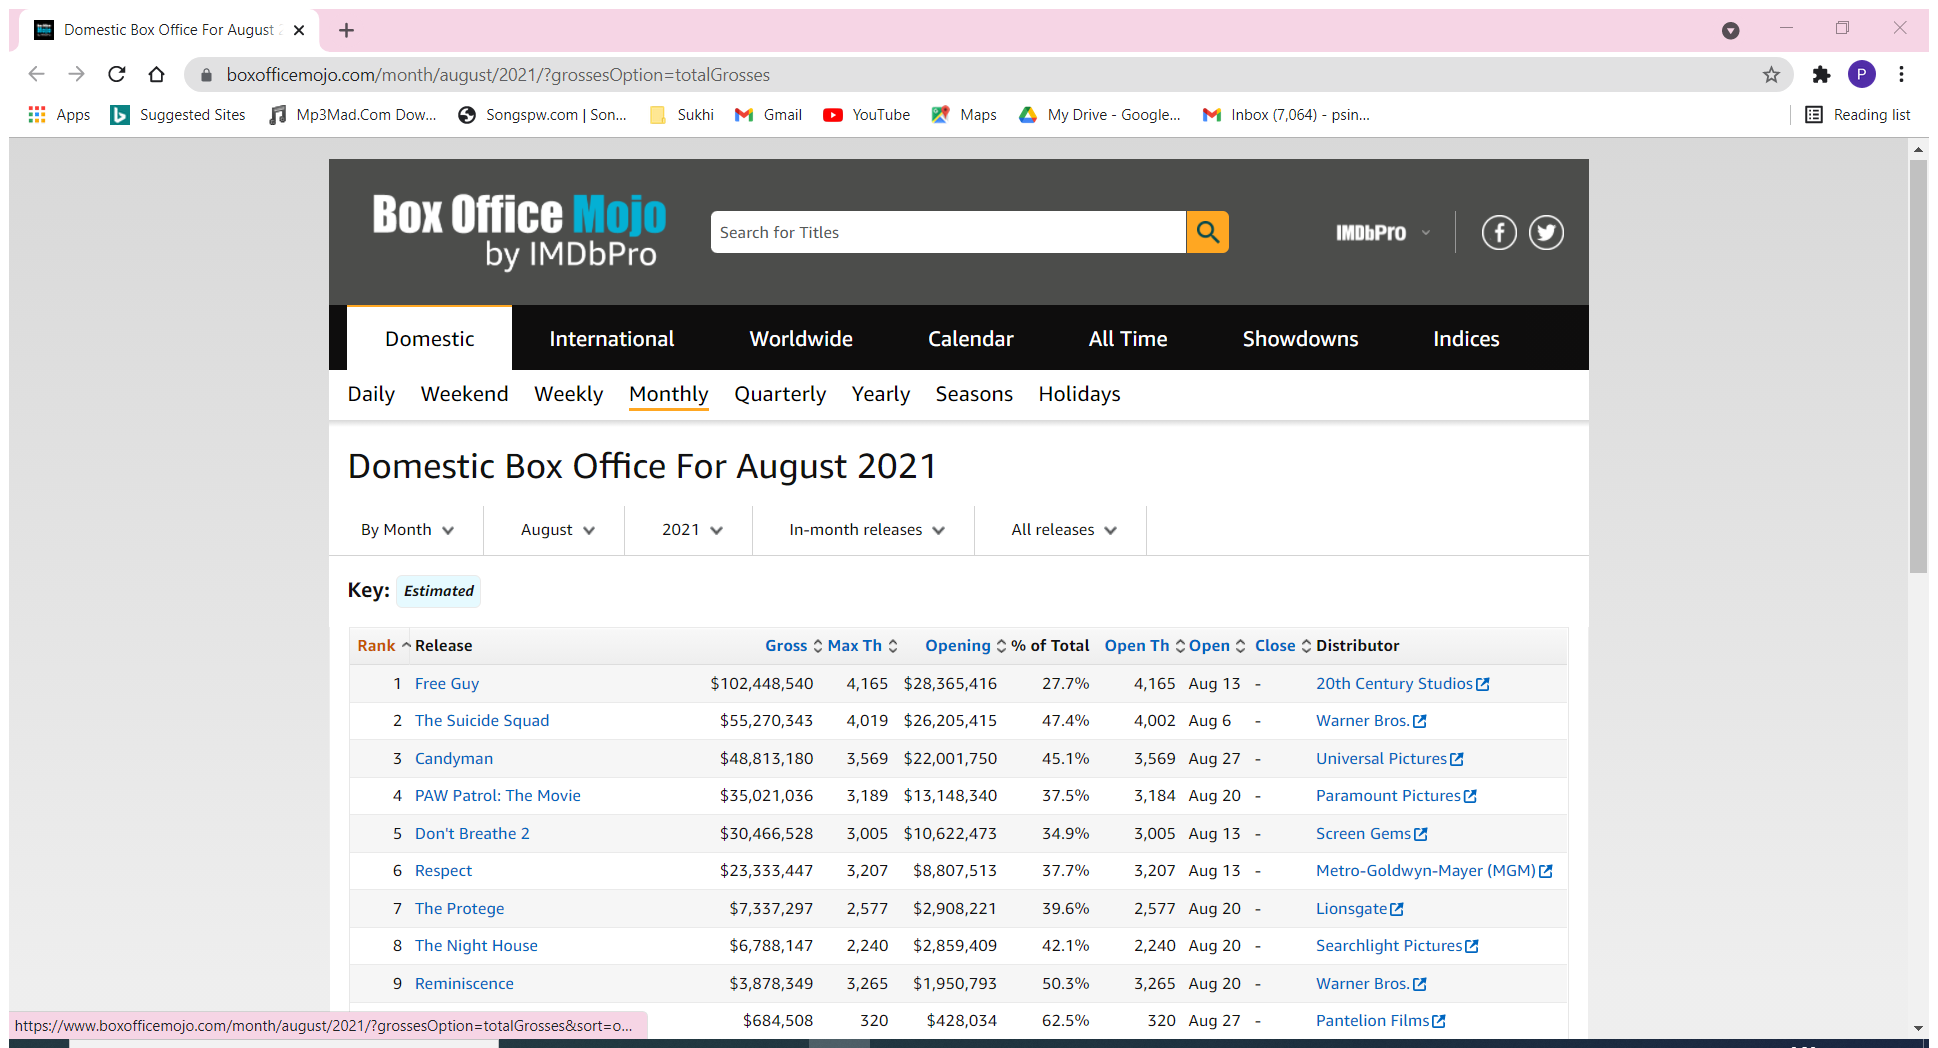 Domestic Box Office For August 2
boxofficemojo.com/month/august/2021/?grossesOption=totalGrosses
P
Apps Suggested Sites Mp3Mad.Com Dow... Songspw.com | Son... Sukhi Gmail YouTube Maps My Drive - Google... Inbox (7,064) - psin... Reading list
Box Office Mojo
by IMDbPro
Search for Titles
IMDbPro
Domestic International Worldwide Calendar All Time Showdowns Indices
Daily Weekend Weekly Monthly Quarterly Yearly Seasons Holidays
Domestic Box Office For August 2021
By Month August 2021 In-month releases All releases
Key: Estimated
Rank Release Gross Max Th Opening % of Total Open Th Open Close Distributor
1 Free Guy $102,448,540 4,165 $28,365,416 27.7% 4,165 Aug 13 - 20th Century Studios
2 The Suicide Squad $55,270,343 4,019 $26,205,415 47.4% 4,002 Aug 6 - Warner Bros.
3 Candyman $48,813,180 3,569 $22,001,750 45.1% 3,569 Aug 27 - Universal Pictures
4 PAW Patrol: The Movie $35,021,036 3,189 $13,148,340 37.5% 3,184 Aug 20 - Paramount Pictures
5 Don't Breathe 2 $30,466,528 3,005 $10,622,473 34.9% 3,005 Aug 13 - Screen Gems
6 Respect $23,333,447 3,207 $8,807,513 37.7% 3,207 Aug 13 - Metro-Goldwyn-Mayer (MGM)
7 The Protege $7,337,297 2,577 $2,908,221 39.6% 2,577 Aug 20 - Lionsgate
8 The Night House $6,788,147 2,240 $2,859,409 42.1% 2,240 Aug 20 - Searchlight Pictures
9 Reminiscence $3,878,349 3,265 $1,950,793 50.3% 3,265 Aug 20 - Warner Bros.
$684,508 320 $428,034 62.5% 320 Aug 27 - Pantelion Films
https://www.boxofficemojo.com/month/august/2021/?grossesOption=totalGrosses&sort=o...